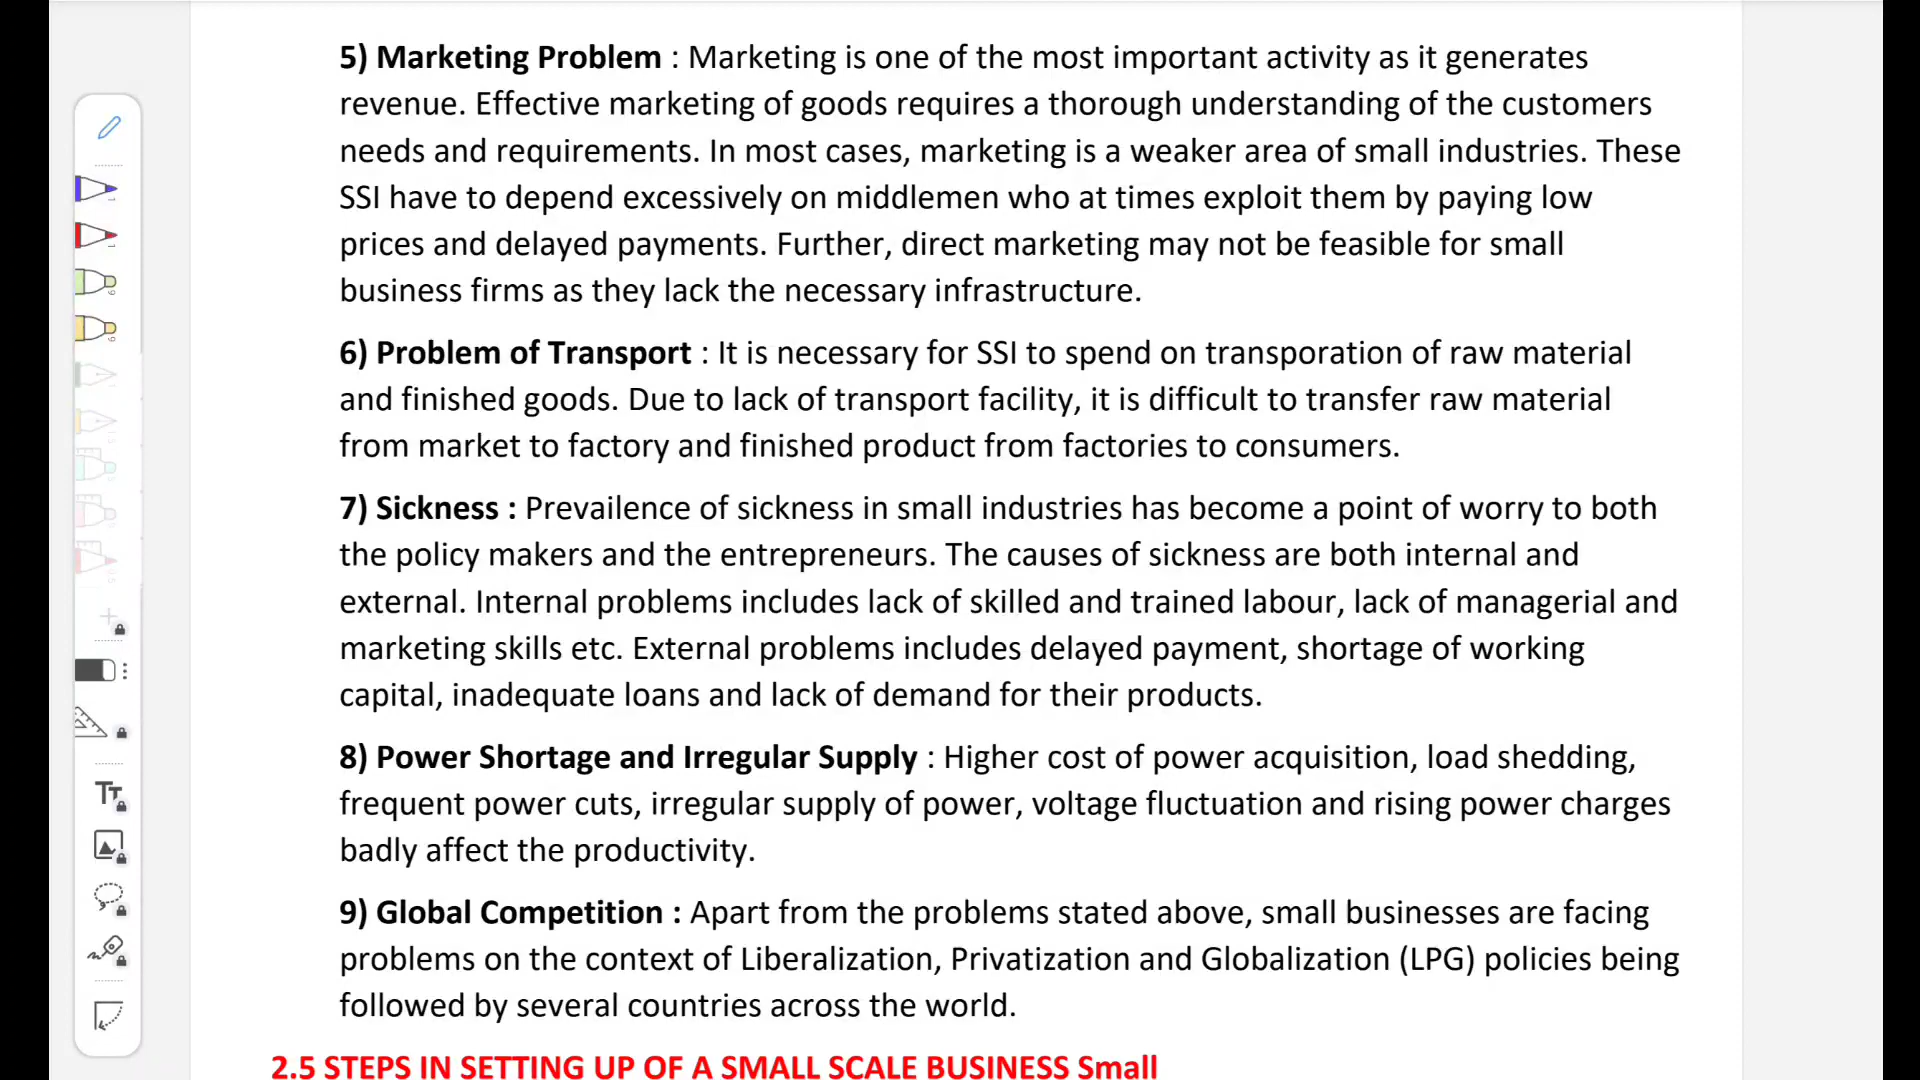 5) Marketing Problem : Marketing is one of the most important activity as it generates
revenue. Effective marketing of goods requires a thorough understanding of the customers
needs and requirements. In most cases, marketing is a weaker area of small industries. These
SSI have to depend excessively on middlemen who at times exploit them by paying low
prices and delayed payments. Further, direct marketing may not be feasible for small
business firms as they lack the necessary infrastructure.
6) Problem of Transport : It is necessary for SSI to spend on transporation of raw material
and finished goods. Due to lack of transport facility, it is difficult to transfer raw material
from market to factory and finished product from factories to consumers.
7) Sickness : Prevailence of sickness in small industries has become a point of worry to both
the policy makers and the entrepreneurs. The causes of sickness are both internal and
external. Internal problems includes lack of skilled and trained labour, lack of managerial and
marketing skills etc. External problems includes delayed payment, shortage of working
capital, inadequate loans and lack of demand for their products.
8) Power Shortage and Irregular Supply : Higher cost of power acquisition, load shedding,
frequent power cuts, irregular supply of power, voltage fluctuation and rising power charges
badly affect the productivity.
9) Global Competition : Apart from the problems stated above, small businesses are facing
problems on the context of Liberalization, Privatization and Globalization (LPG) policies being
followed by several countries across the world.
2.5 STEPS IN SETTING UP OF A SMALL SCALE BUSINESS Small